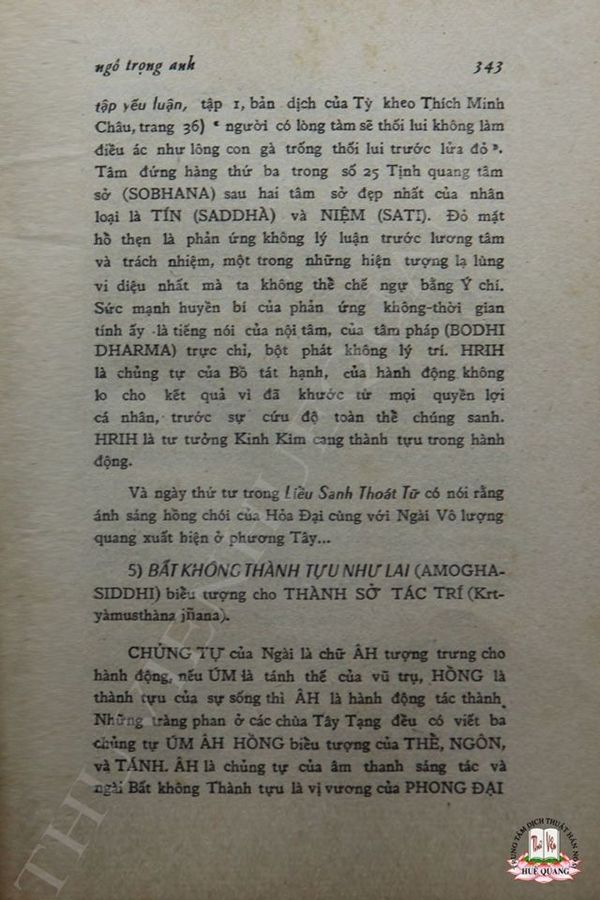 ngô trọng anh 343
tập yếu luận, tập 1, bản dịch của Tỳ kheo Thích Minh
Châu, trang 36) « người có lòng tàm sẽ thối lui không làm
điều ác như lông con gà trống thối lui trước lửa đỏ ».
Tâm đứng hàng thứ ba trong số 25 Tịnh quang tâm
sở (SOBHANA) sau hai tâm sở đẹp nhất của nhân
loại là TÍN (SADDHÀ) và NIỆM (SATI). Đỏ mặt
hồ thẹn là phản ứng không lý luận trước lương tâm
và trách nhiệm, một trong những hiện tượng lạ lùng
vi diệu nhất mà ta không thể chế ngự bằng Ý chí.
Sức mạnh huyền bí của phản ứng không-thời gian
tính ấy là tiếng nói của nội tâm, của tâm pháp (BODHI
DHARMA) trực chỉ, bột phát không lý trí. HRIH
là chủng tự của Bồ tát hạnh, của hành động không
lo cho kết quả vì đã khước từ mọi quyền lợi
cá nhân, trước sự cứu độ toàn thể chúng sanh.
HRIH là tư tưởng Kinh Kim cang thành tựu trong hành
động.
Và ngày thứ tư trong Liễu Sanh Thoát Tử có nói rằng
ánh sáng hồng chói của Hỏa Đại cùng với Ngài Vô lượng
quang xuất hiện ở phương Tây...
5) BẤT KHÔNG THÀNH TỰU NHƯ LAI (AMOGHA-
SIDDHI) biểu tượng cho THÀNH SỞ TÁC TRÍ (Krt-
yàmusthàna jñana).
CHỦNG TỰ của Ngài là chữ ÂH tượng trưng cho
hành động, nếu ÚM là tánh thể của vũ trụ, HỒNG là
thành tựu của sự sống thì ÂH là hành động tác thành.
Những tràng phan ở các chùa Tây Tạng đều có viết ba
chủng tự ÚM ÂH HỒNG biểu tượng của THỂ, NGÔN,
và TÁNH. ÂH là chủng tự của âm thanh sáng tác và
ngài Bất không Thành tựu là vị vương của PHONG ĐẠI
TRUNG TÂM DỊCH THUẬT HÁN NÔM
HUỆ QUANG